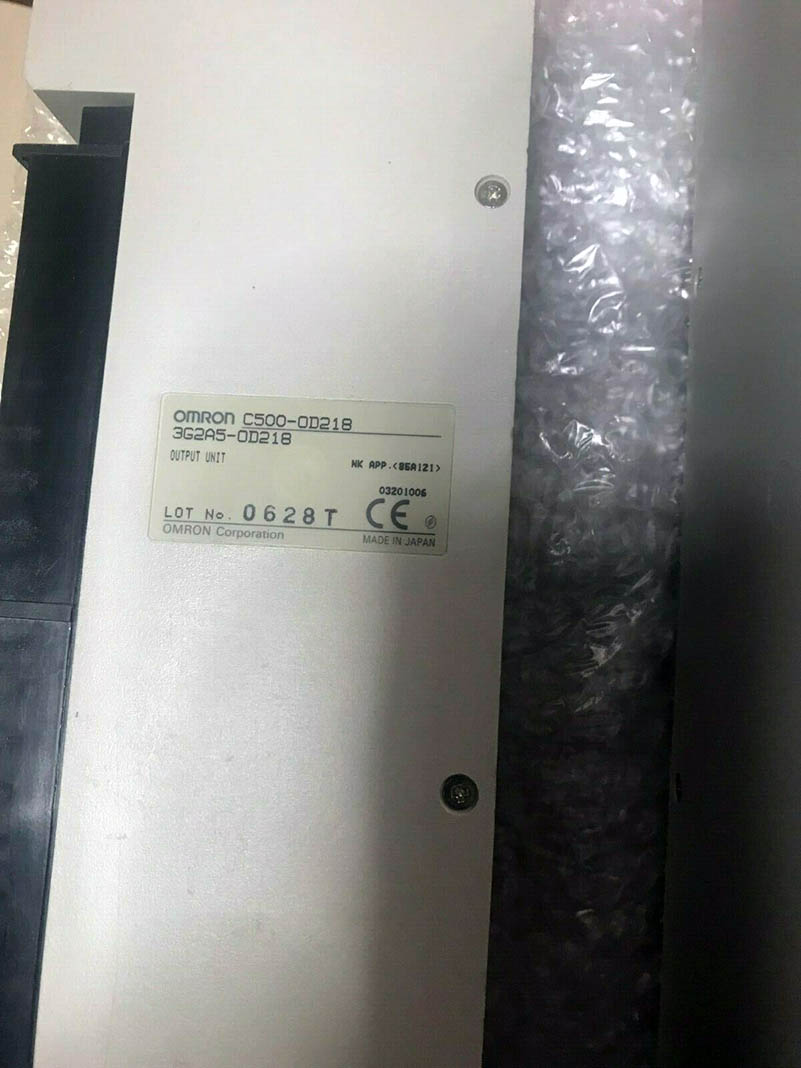 OMRON C500-OD218
3G2A5-OD218
OUTPUT UNIT
NK APP.<86A121>
03201006
LOT No. 0628T CE
OMRON Corporation
MADE IN JAPAN